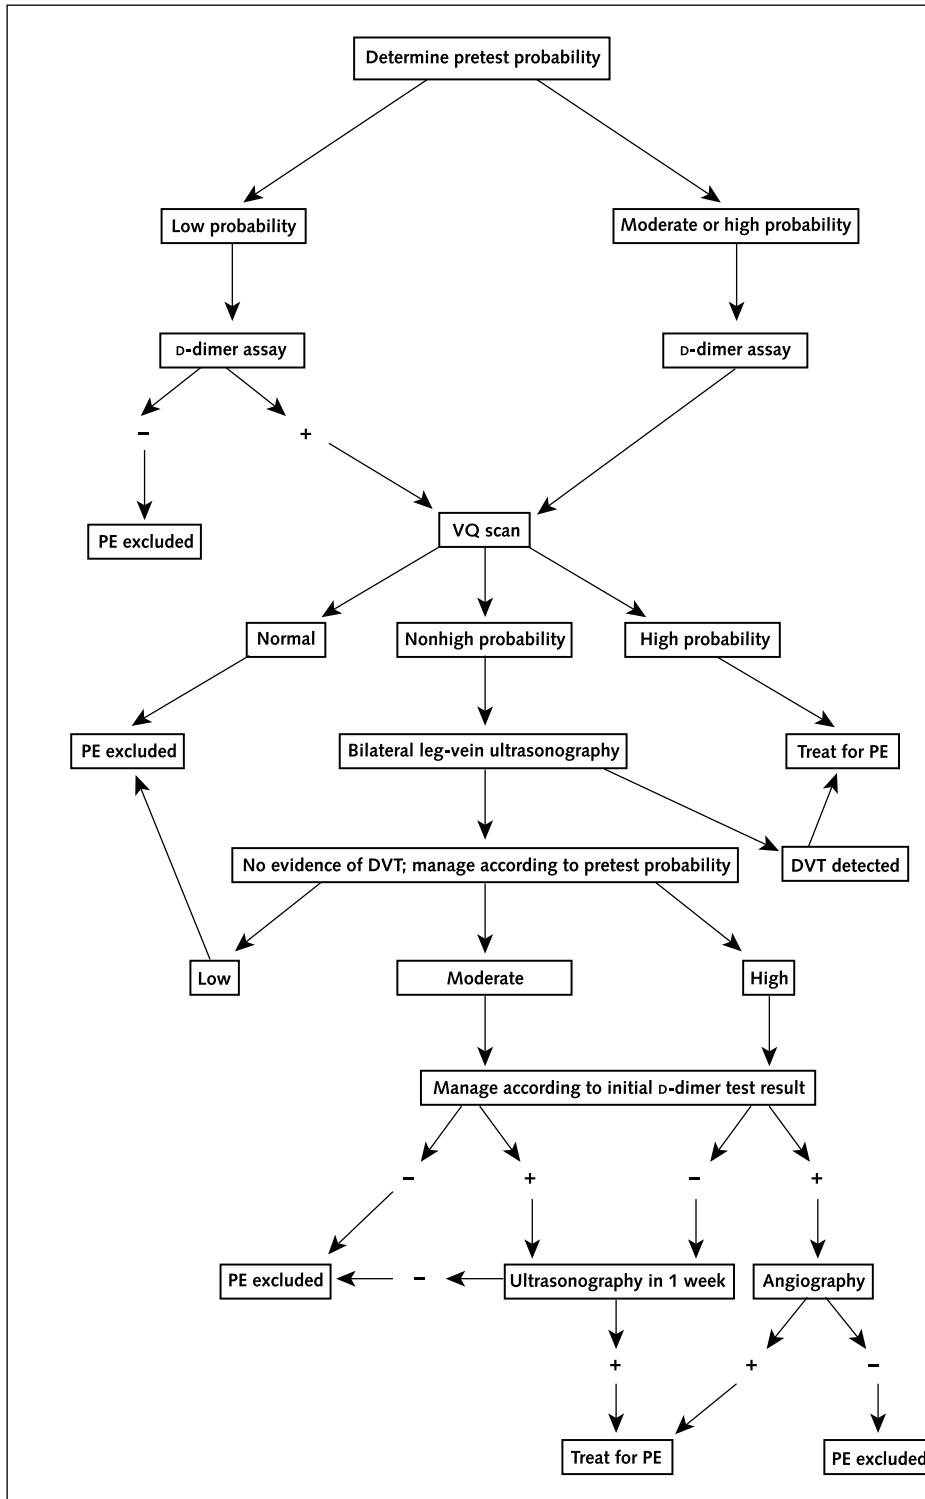 Determine pretest probability
Low probability
Moderate or high probability
D-dimer assay
D-dimer assay
−
+
PE excluded
VQ scan
Normal
Nonhigh probability
High probability
PE excluded
Bilateral leg-vein ultrasonography
Treat for PE
No evidence of DVT; manage according to pretest probability
DVT detected
Low
Moderate
High
Manage according to initial D-dimer test result
−
+
−
+
PE excluded
−
Ultrasonography in 1 week
Angiography
+
+
−
Treat for PE
PE excluded